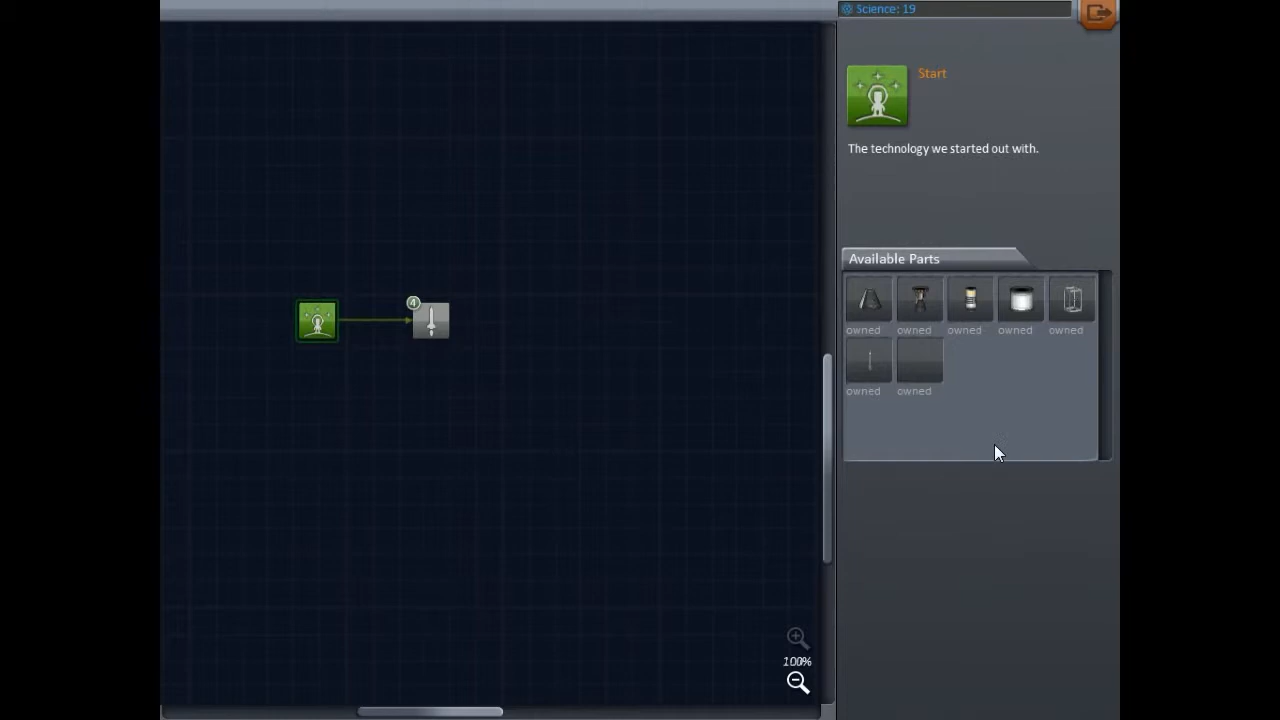 Science: 19
Start
The technology we started out with.
Available Parts
owned owned owned owned owned
owned owned
4
100%